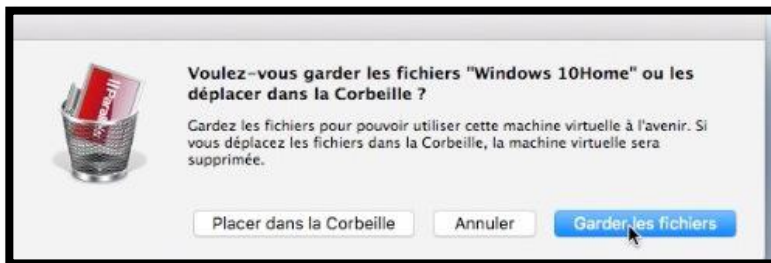 Voulez-vous garder les fichiers "Windows 10Home" ou les
déplacer dans la Corbeille ?
Gardez les fichiers pour pouvoir utiliser cette machine virtuelle à l'avenir. Si
vous déplacez les fichiers dans la Corbeille, la machine virtuelle sera
supprimée.
Placer dans la Corbeille Annuler Garder les fichiers